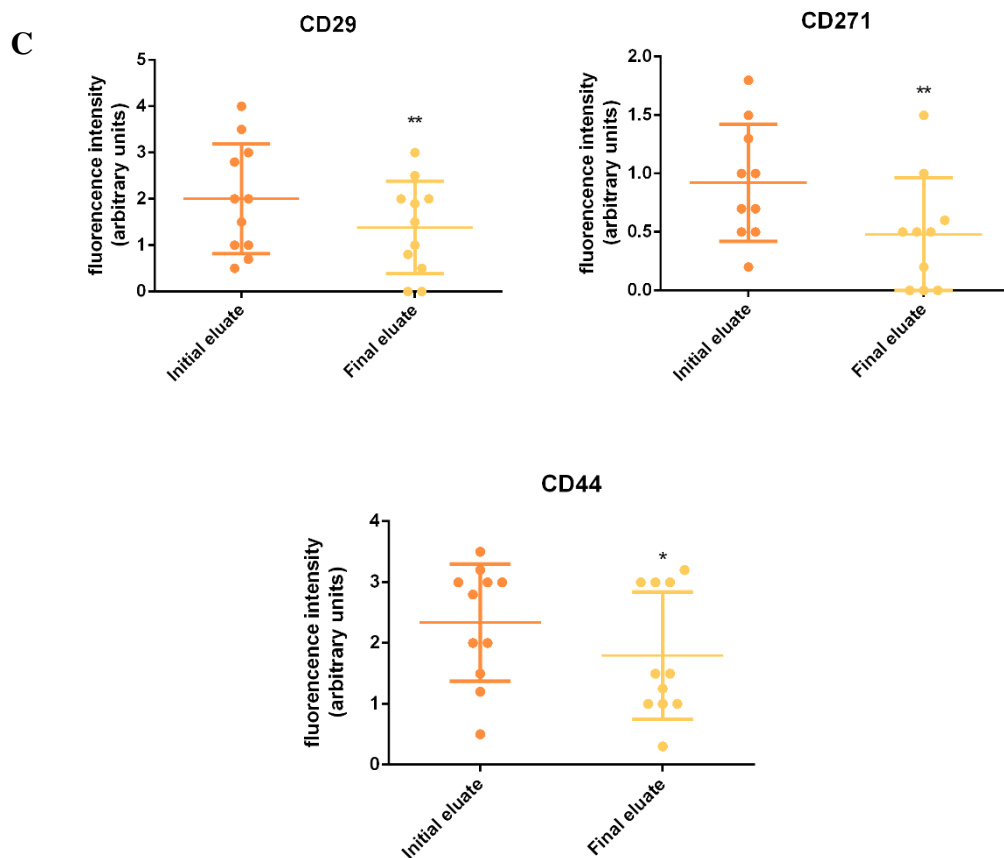 C
CD29
fluorencence intensity
(arbitrary units)
5
4
3
2
1
0
**
Initial eluate
Final eluate
CD271
fluorencence intensity
(arbitrary units)
2.0
1.5
1.0
0.5
0.0
**
Initial eluate
Final eluate
CD44
fluorencence intensity
(arbitrary units)
4
3
2
1
0
*
Initial eluate
Final eluate